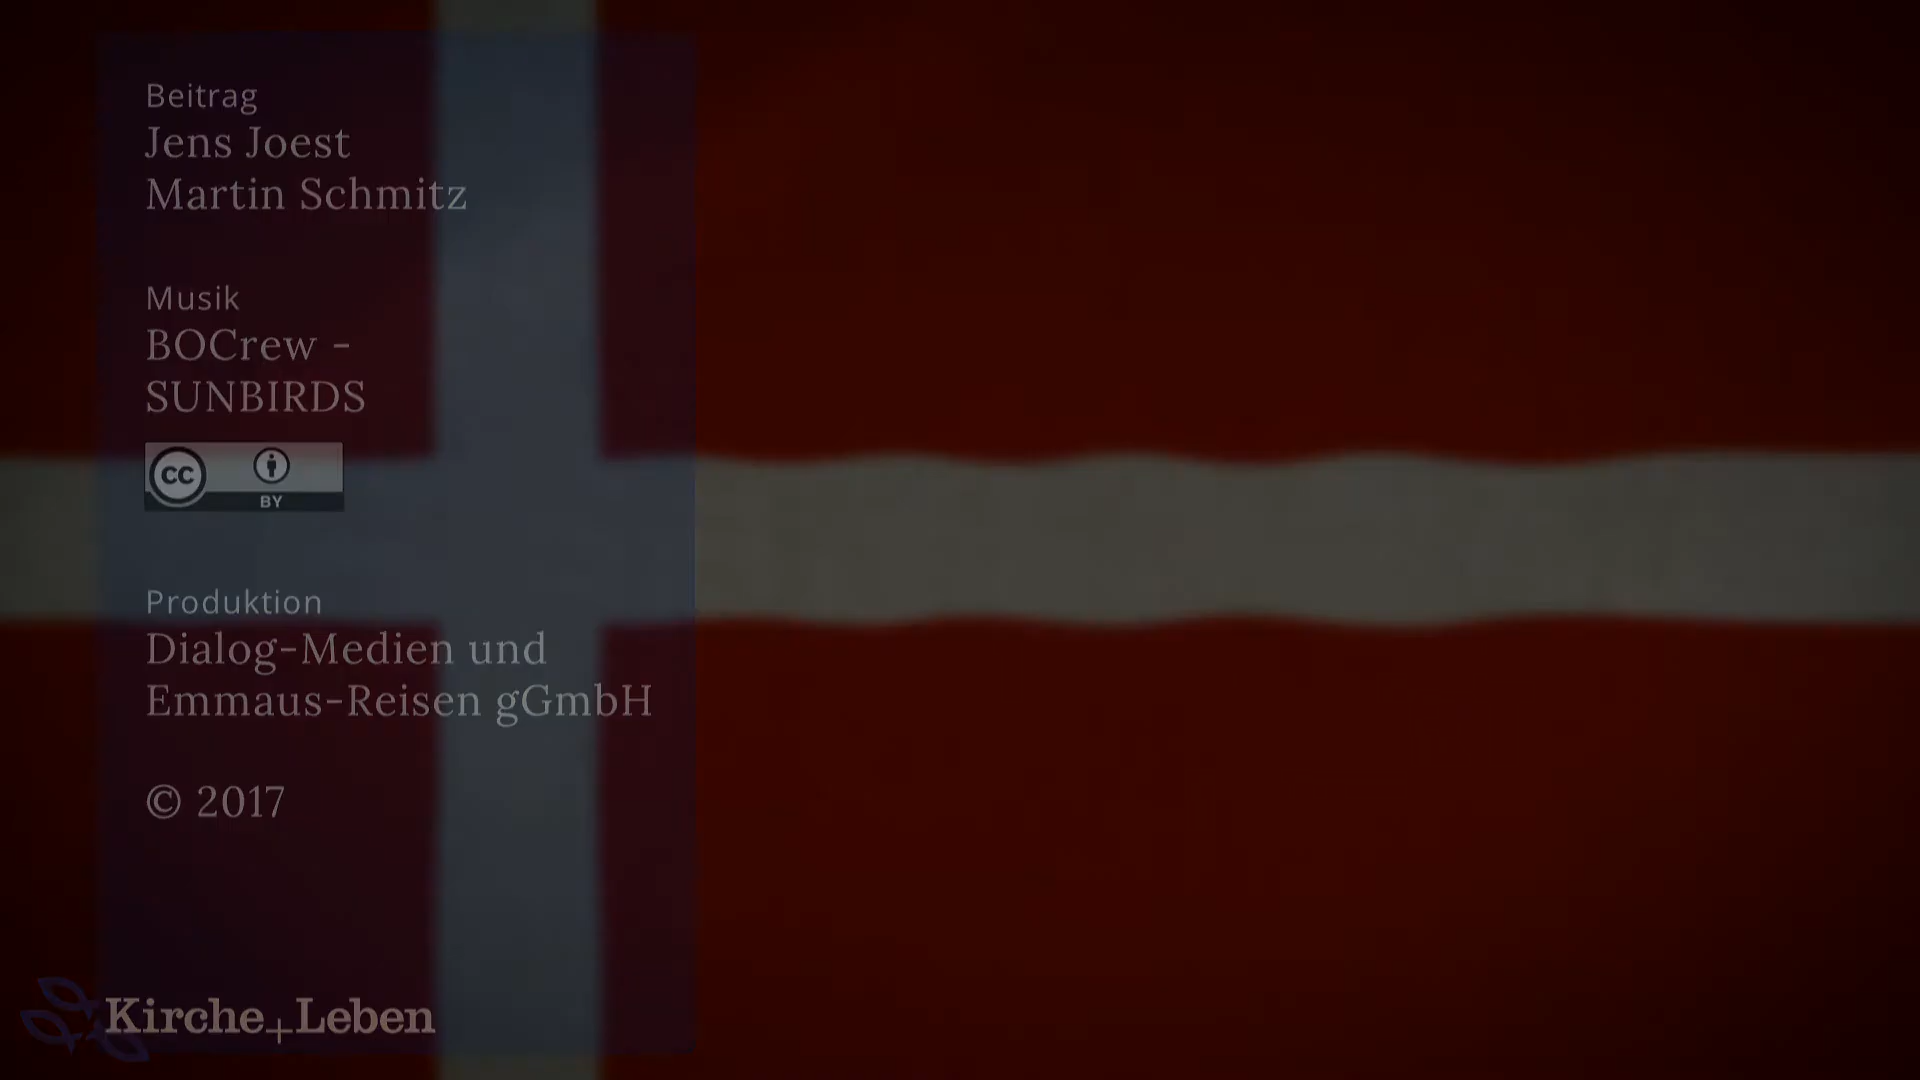 Beitrag
Jens Joest
Martin Schmitz
Musik
BOCrew -
SUNBIRDS
CC
BY
Produktion
Dialog-Medien und
Emmaus-Reisen gGmbH
© 2017
Kirche+Leben